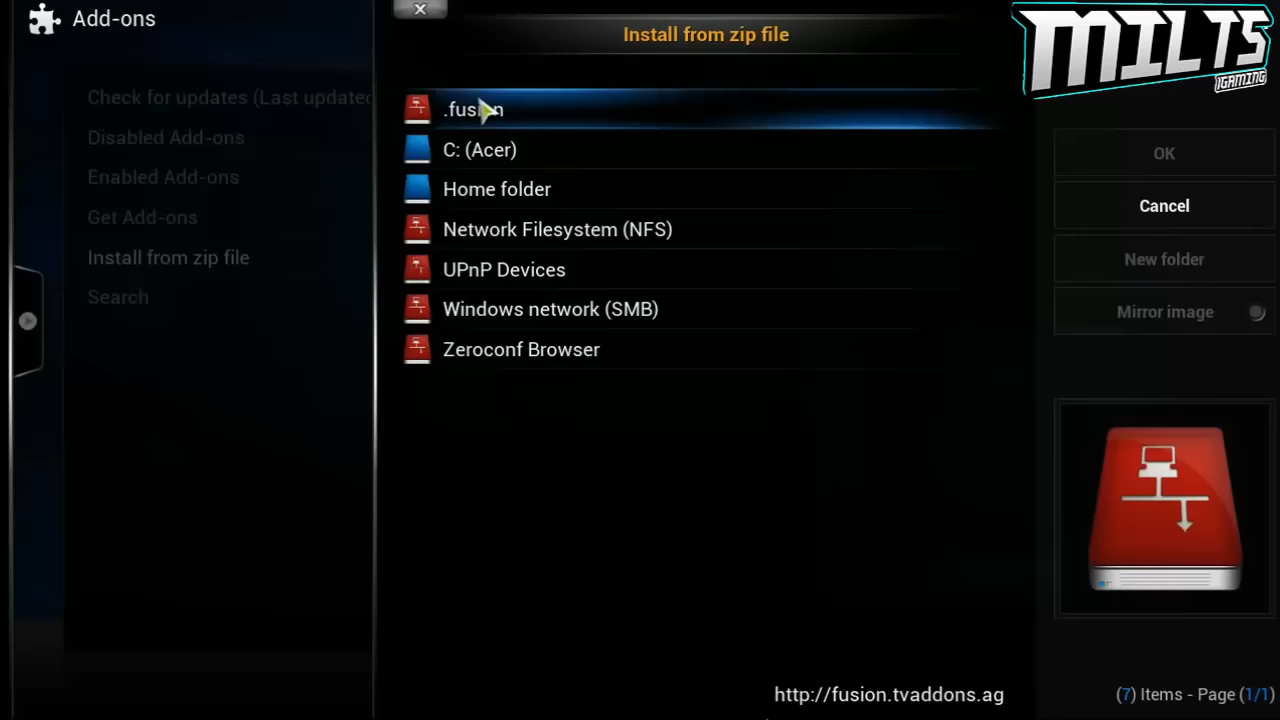 Add-ons
Check for updates (Last updated
Disabled Add-ons
Enabled Add-ons
Get Add-ons
Install from zip file
Search
Install from zip file
.fusion
C: (Acer)
Home folder
Network Filesystem (NFS)
UPnP Devices
Windows network (SMB)
Zeroconf Browser
http://fusion.tvaddons.ag
MILTS
GAMING
OK
Cancel
New folder
Mirror image
(7) Items - Page (1/1)